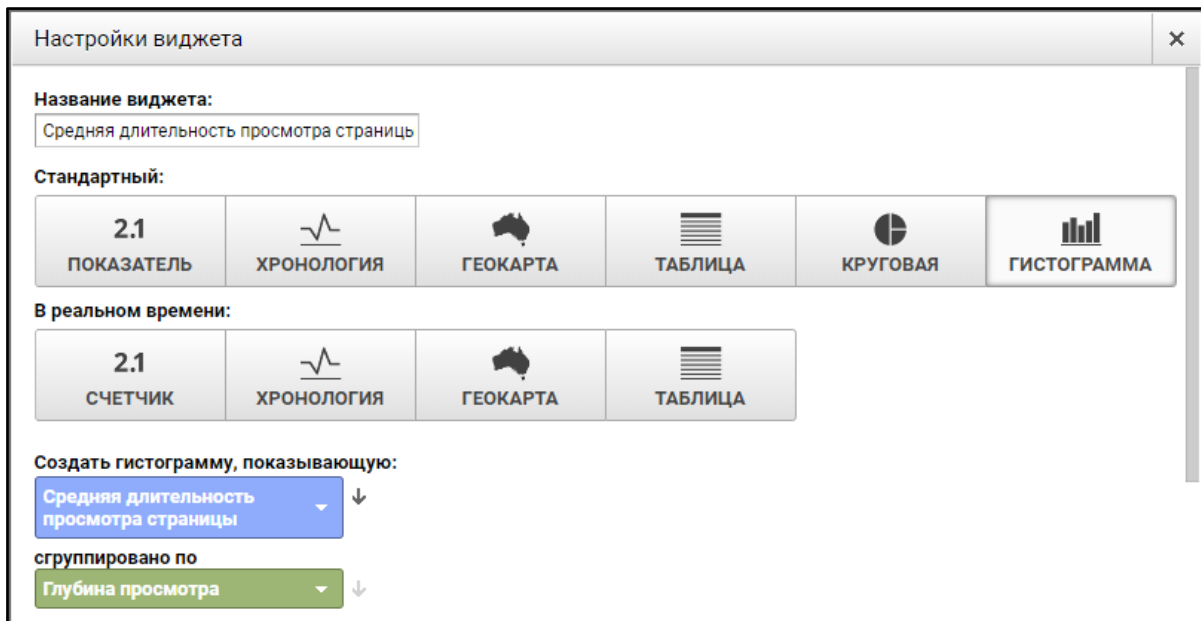 Настройки виджета
Название виджета:
Средняя длительность просмотра страниць
Стандартный:
2.1
ПОКАЗАТЕЛЬ ХРОНОЛОГИЯ ГЕОКАРТА ТАБЛИЦА КРУГОВАЯ ГИСТОГРАММА
В реальном времени:
2.1
СЧЕТЧИК ХРОНОЛОГИЯ ГЕОКАРТА ТАБЛИЦА
Создать гистограмму, показывающую:
Средняя длительность
просмотра страницы
сгруппировано по
Глубина просмотра